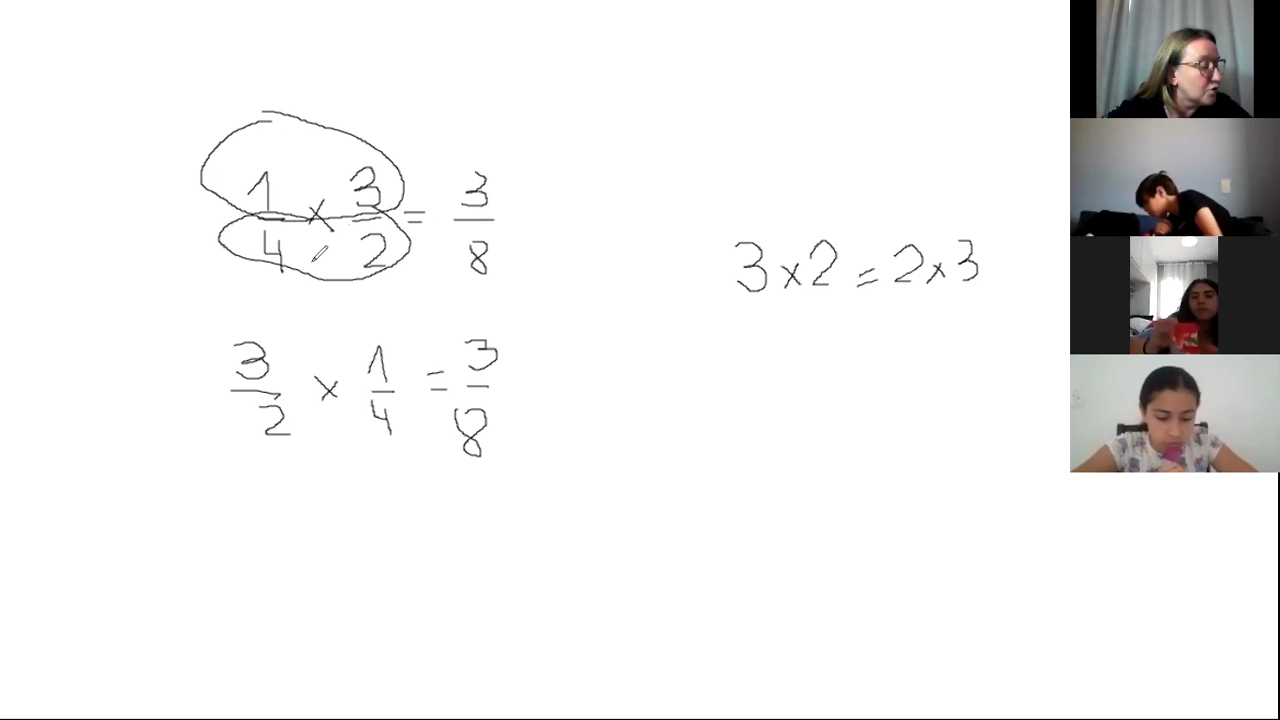 1/4 × 3/2 = 3/8
3 × 2 = 2 × 3
3/2 × 1/4 = 3/8